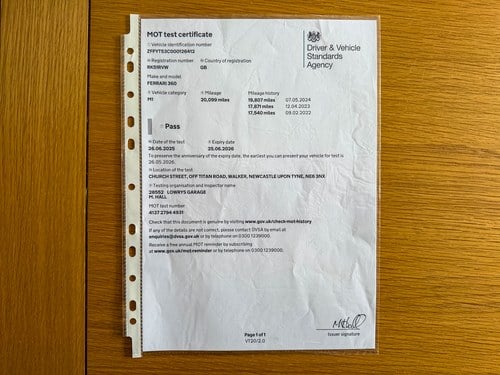 MOT test certificate
Driver & Vehicle
Standards
Agency
Vehicle identification number
Registration number
Country of registration
RK51RVW
GB
Make and model
FERRARI 360
Vehicle category
Mileage
Mileage history
M1
20,099 miles
19,807 miles 07.05.2024
17,871 miles 12.04.2023
17,540 miles 09.02.2022
Pass
Date of the test
Expiry date
26.06.2025
25.06.2026
To preserve the anniversary of the expiry date, the earliest you can present your vehicle for test is
26.05.2026.
Location of the test
CHURCH STREET, OFF TITAN ROAD, WALKER, NEWCASTLE UPON TYNE, NE6 3NX
Testing organisation and inspector name
28552 LOWRYS GARAGE
M. HALL
MOT test number
4137 2794 4931
Check that this document is genuine by visiting www.gov.uk/check-mot-history
If any of the details are not correct, please contact DVSA by email at
enquiries@dvsa.gov.uk or by telephone on 0300 1239000.
Receive a free annual MOT reminder by subscribing
at www.gov.uk/mot-reminder or by telephone on 0300 1239000.
Page 1 of 1
VT20/2.0
Issuer signature